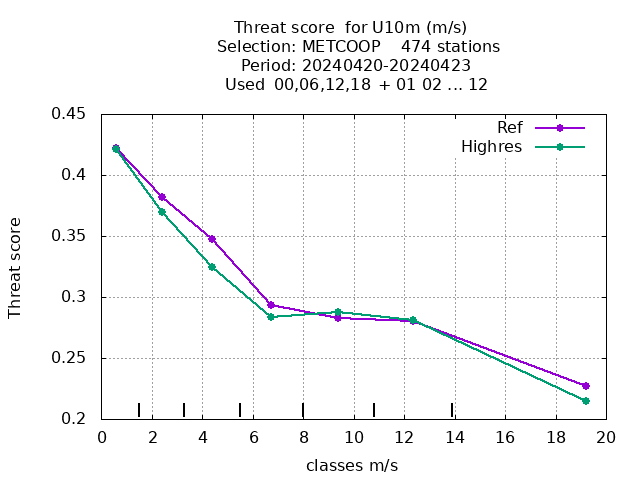 Threat score  for U10m (m/s)
Selection: METCOOP    474 stations
Period: 20240420-20240423
Used  00,06,12,18 + 01 02 ... 12
0.45
0.4
0.35
0.3
0.25
0.2
Threat score
Ref
Highres
0 2 4 6 8 10 12 14 16 18 20
classes m/s